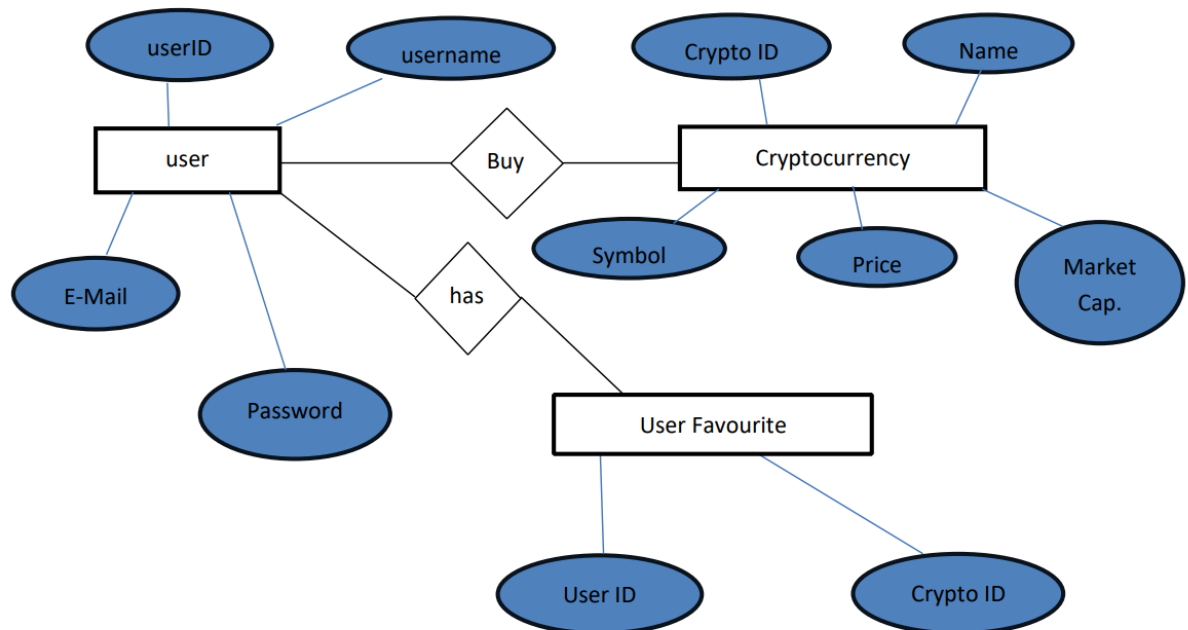 userID
username
Crypto ID
Name
user
Buy
Cryptocurrency
Symbol
Price
Market
Cap.
E-Mail
has
Password
User Favourite
User ID
Crypto ID